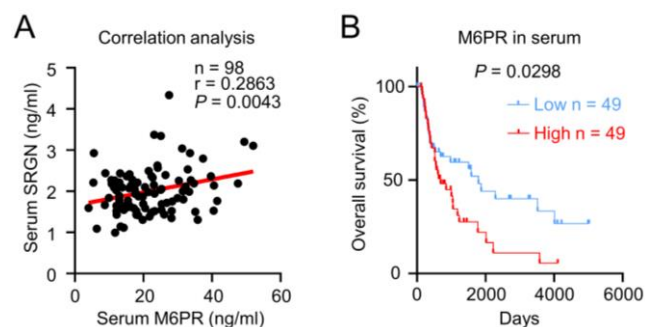 A
Correlation analysis
n = 98
r = 0.2863
P = 0.0043
5
4
3
2
1
0
0
20
40
60
Serum SRGN (ng/ml)
Serum M6PR (ng/ml)
B
M6PR in serum
P = 0.0298
Low n = 49
High n = 49
100
50
0
0
2000
4000
6000
Overall survival (%)
Days